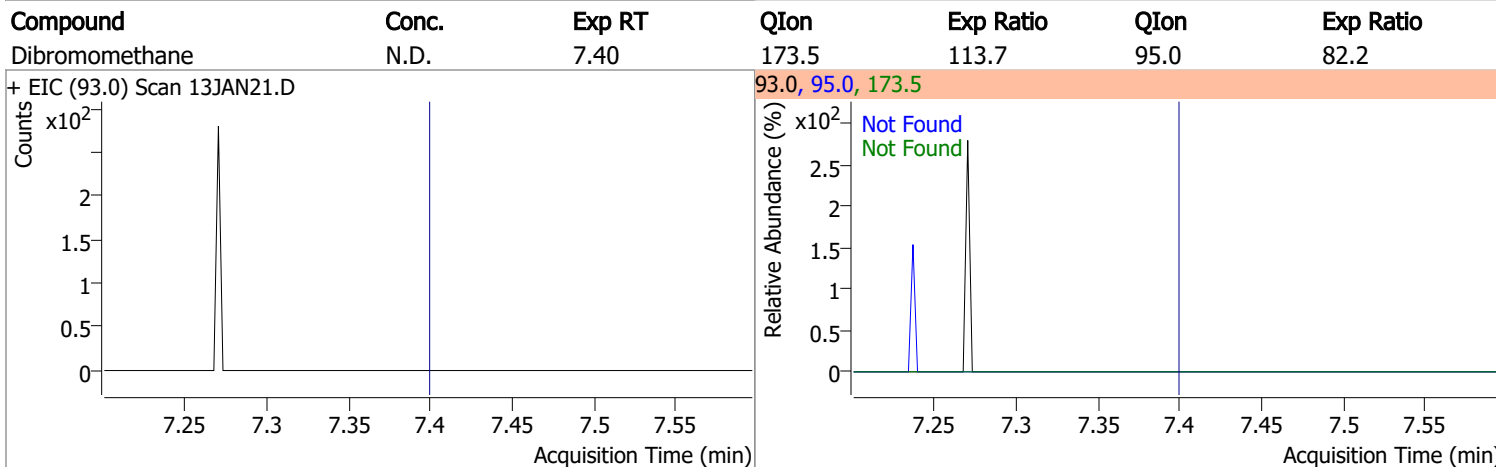 Compound Conc. Exp RT QIon Exp Ratio QIon Exp Ratio
Dibromomethane N.D. 7.40 173.5 113.7 95.0 82.2
+ EIC (93.0) Scan 13JAN21.D
Counts
x10²
2
1.5
1
0.5
0
7.25 7.3 7.35 7.4 7.45 7.5 7.55
Acquisition Time (min)
93.0, 95.0, 173.5
Relative Abundance (%)
x10²
Not Found
Not Found
2.5
2
1.5
1
0.5
0
7.25 7.3 7.35 7.4 7.45 7.5 7.55
Acquisition Time (min)